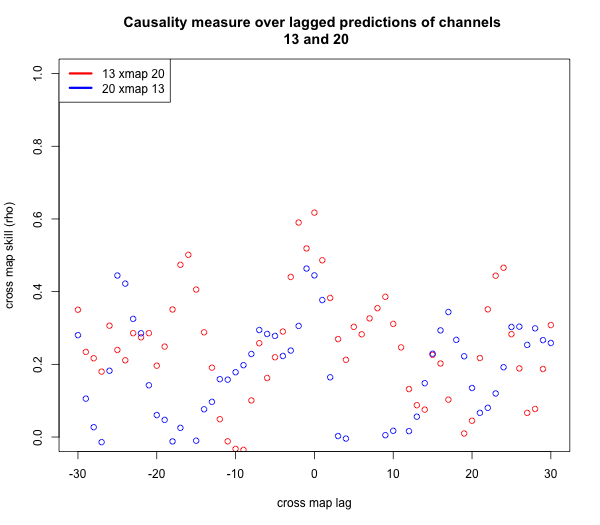 Causality measure over lagged predictions of channels
13 and 20
13 xmap 20
20 xmap 13
1.0
0.8
0.6
0.4
0.2
0.0
cross map skill (rho)
-30
-20
-10
0
10
20
30
cross map lag